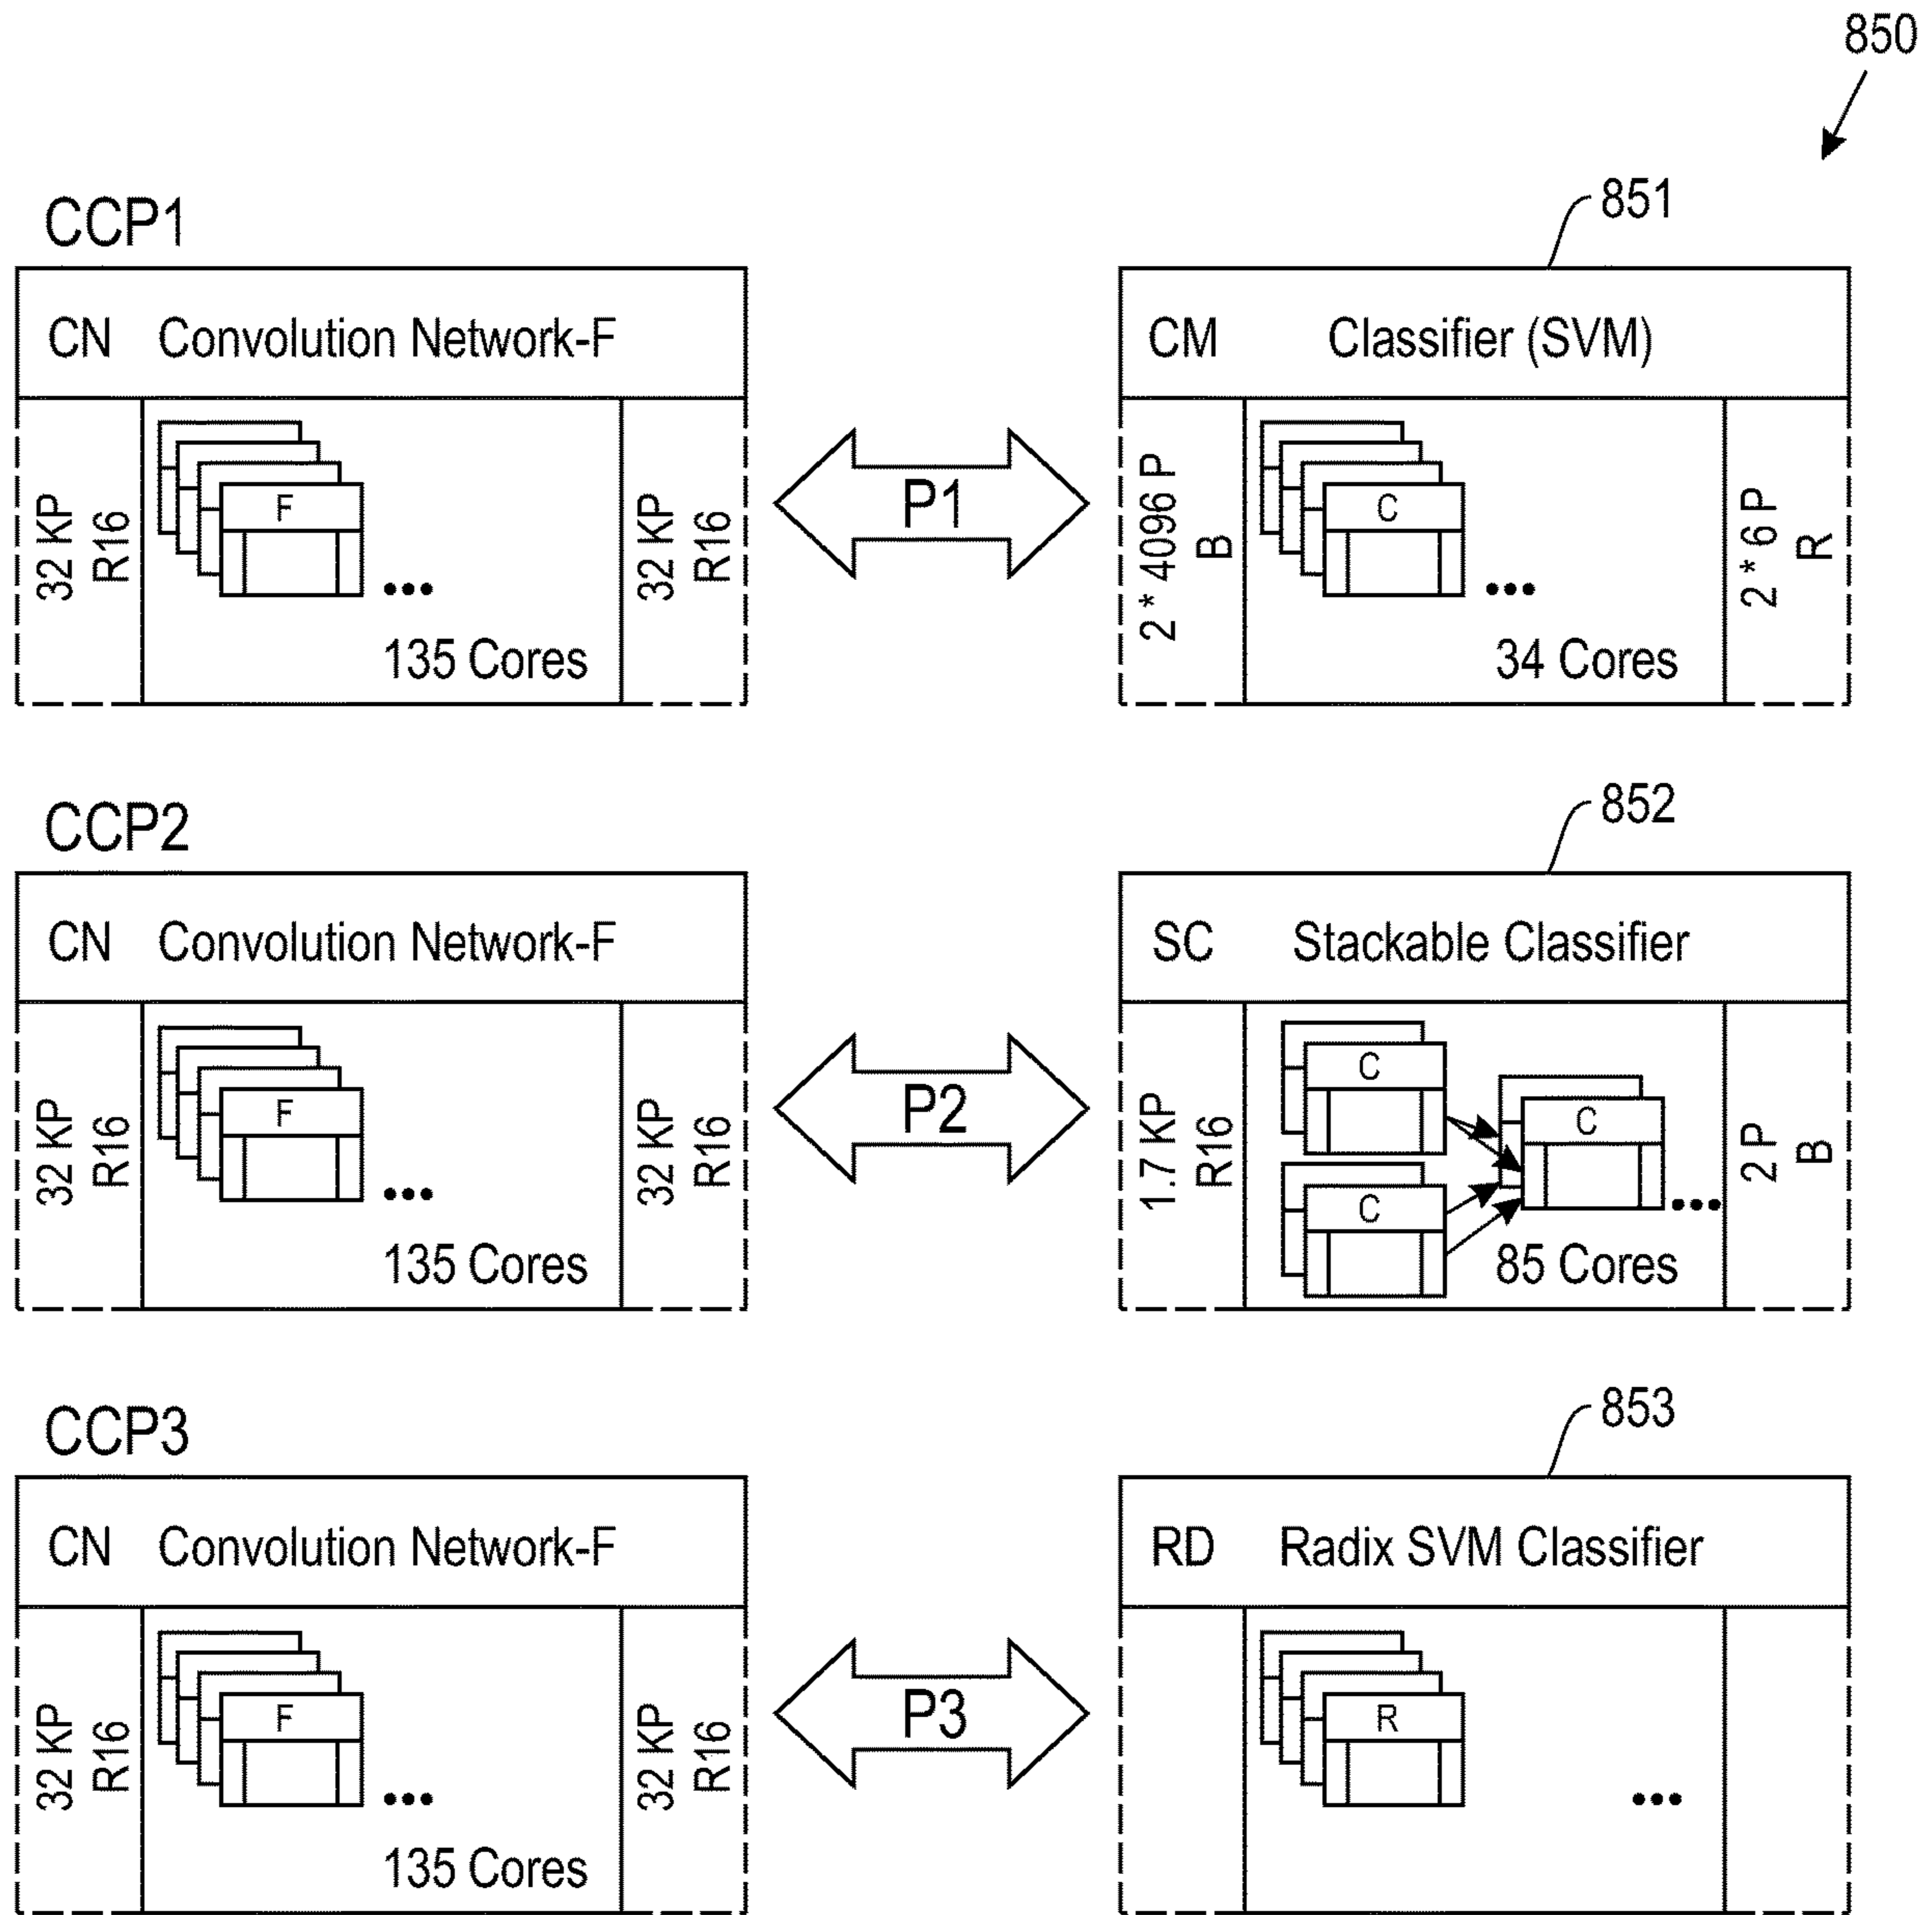 850
CCP1
851
CN Convolution Network-F
CM Classifier (SVM)
32 KP
R16
F
...
135 Cores
32 KP
R16
P1
2 * 4096 P
B
C
...
34 Cores
2 * 6 P
R
CCP2
852
CN Convolution Network-F
SC Stackable Classifier
32 KP
R16
F
...
135 Cores
32 KP
R16
P2
1.7 KP
R16
C
C
C
...
85 Cores
2 P
B
CCP3
853
CN Convolution Network-F
RD Radix SVM Classifier
32 KP
R16
F
...
135 Cores
32 KP
R16
P3
R
...